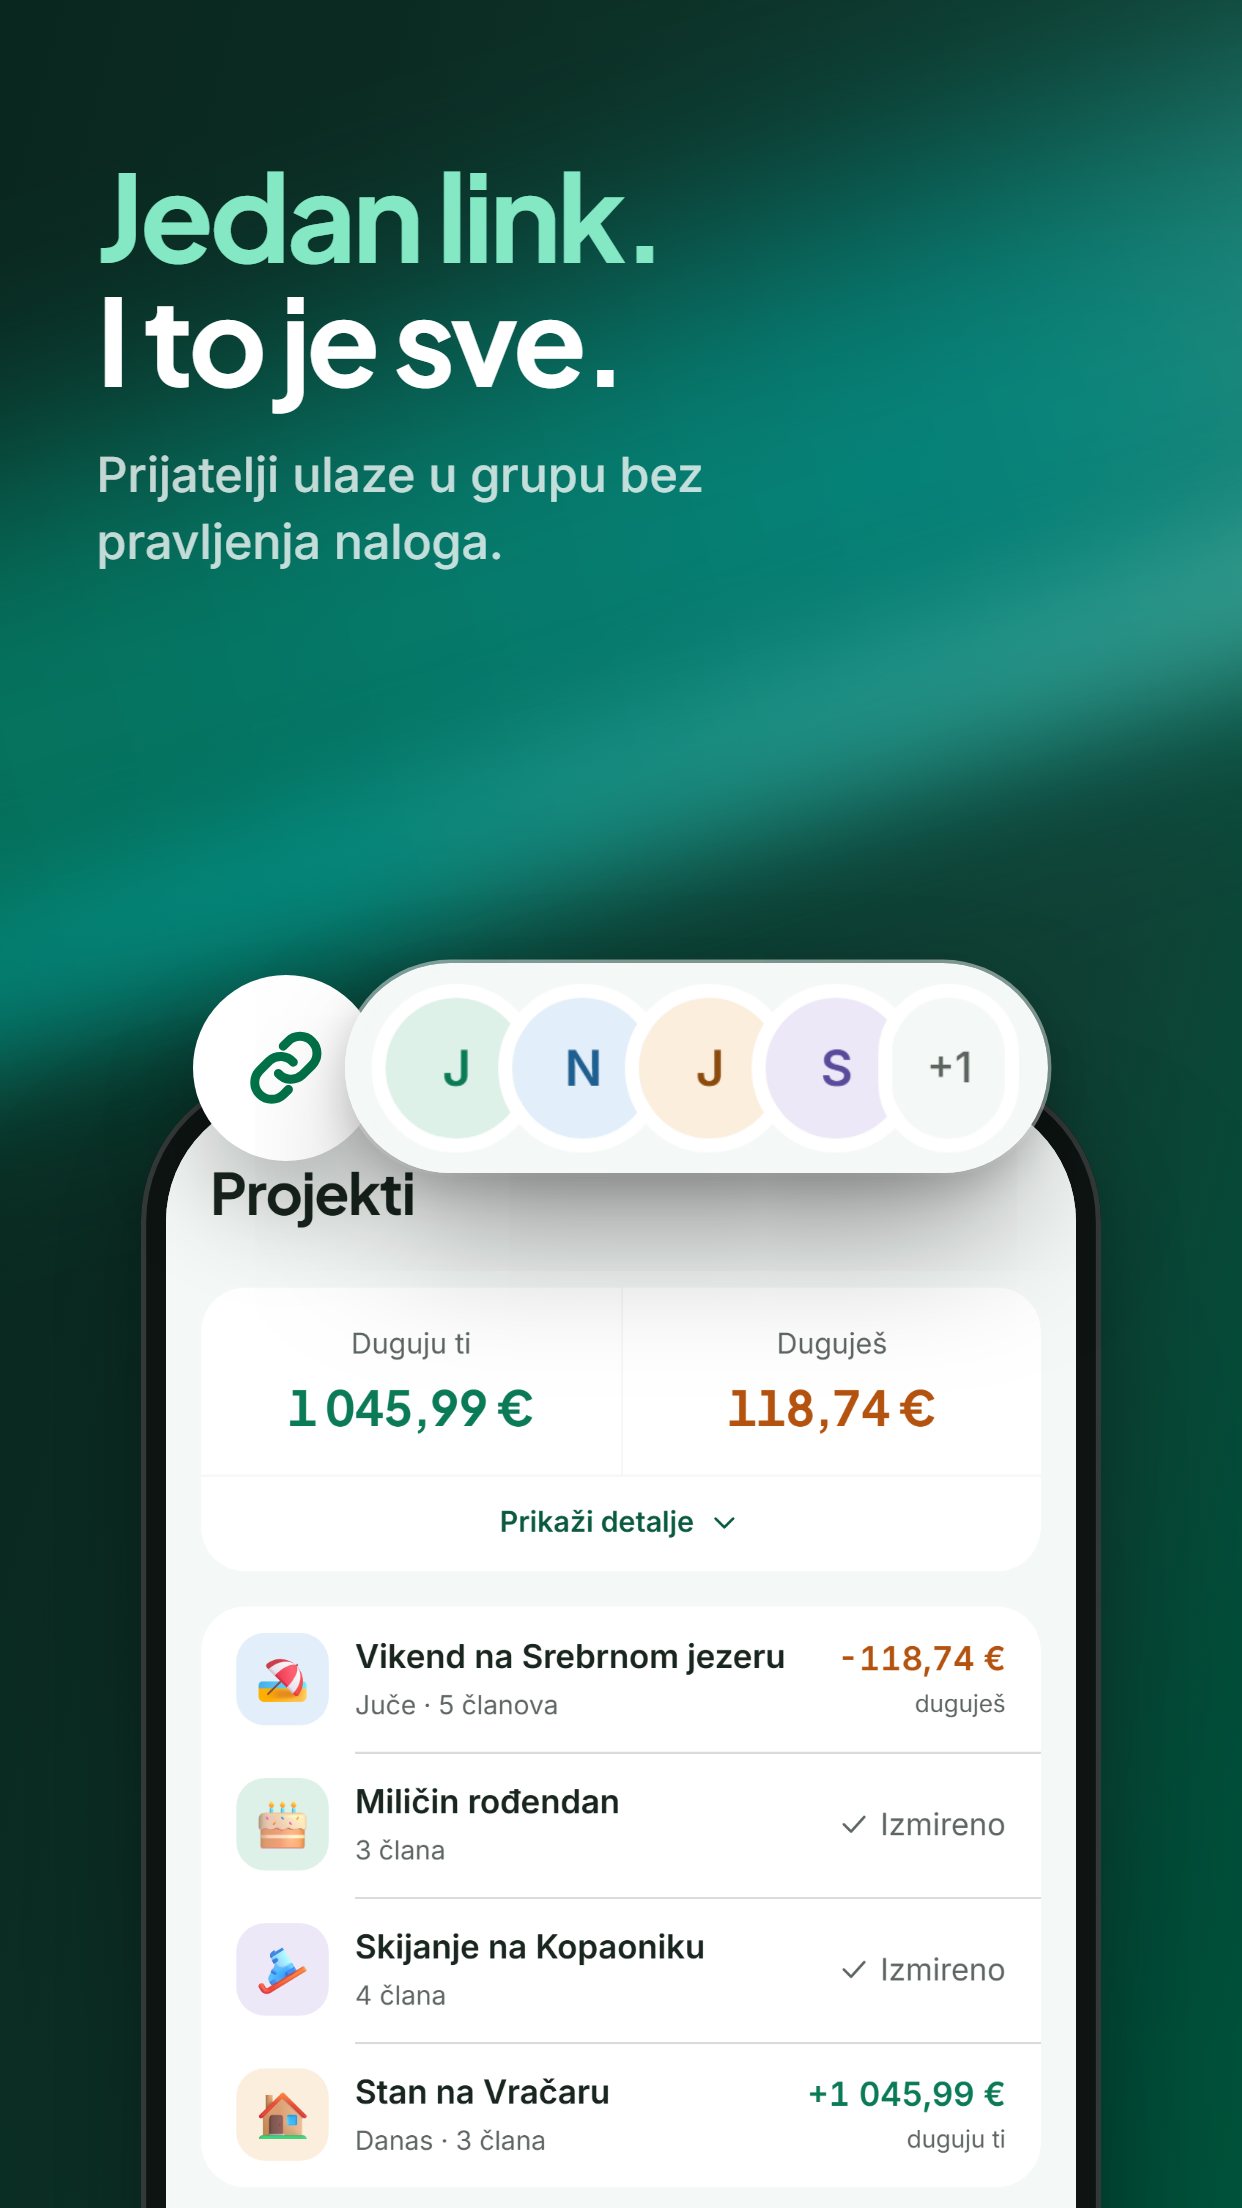 Jedan link.
I to je sve.
Prijatelji ulaze u grupu bez
pravljenja naloga.
J N J S +1
Projekti
Duguju ti
1 045,99 €
Duguješ
118,74 €
Prikaži detalje
Vikend na Srebrnom jezeru
-118,74 €
Juče · 5 članova
duguješ
Miličin rođendan
3 člana
Izmireno
Skijanje na Kopaoniku
4 člana
Izmireno
Stan na Vračaru
+1 045,99 €
Danas · 3 člana
duguju ti